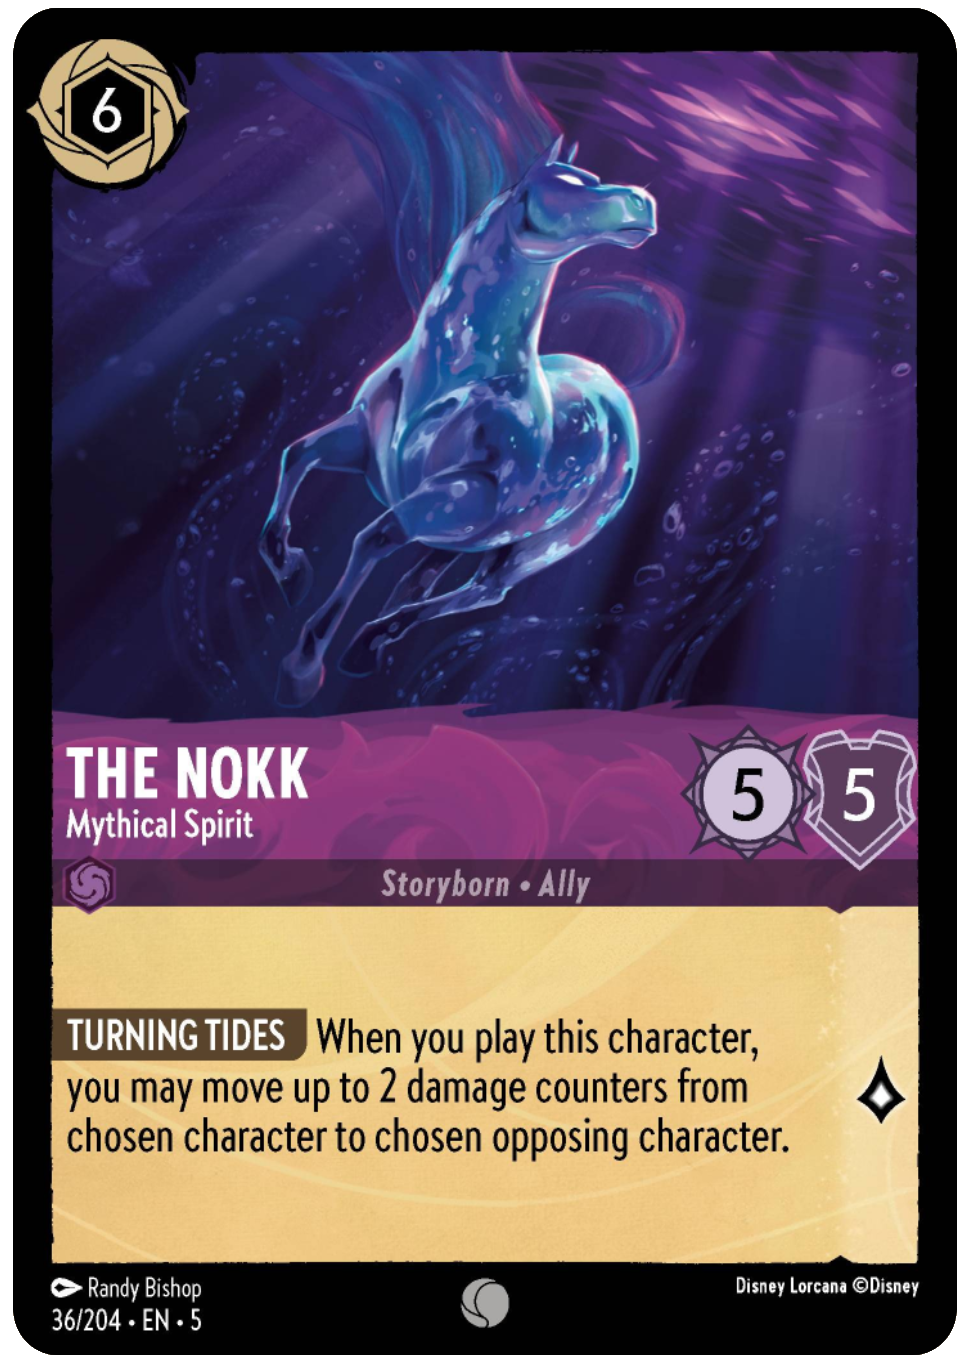 6
THE NOKK
Mythical Spirit
5
5
Storyborn • Ally
TURNING TIDES When you play this character,
you may move up to 2 damage counters from
chosen character to chosen opposing character.
Randy Bishop
36/204 • EN • 5
Disney Lorcana ©Disney